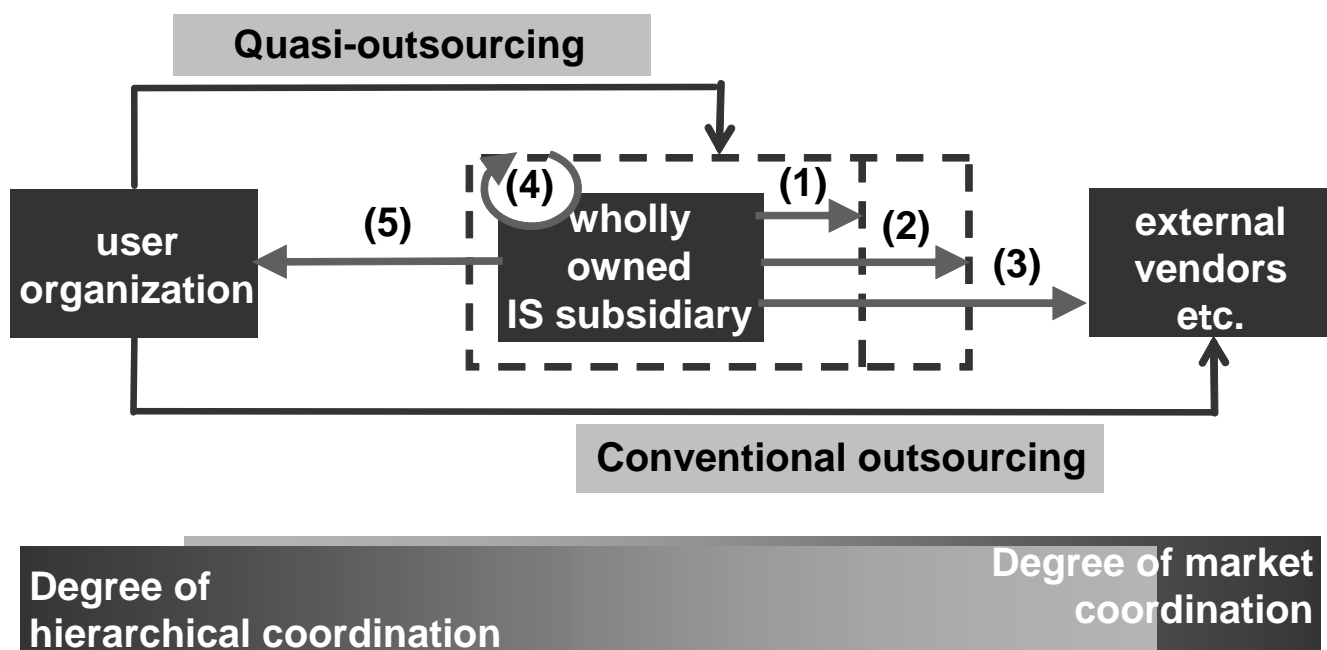 Quasi-outsourcing
(4)
(1)
(2)
(3)
(5)
user
organization
wholly
owned
IS subsidiary
external
vendors
etc.
Conventional outsourcing
Degree of
hierarchical coordination
Degree of market
coordination